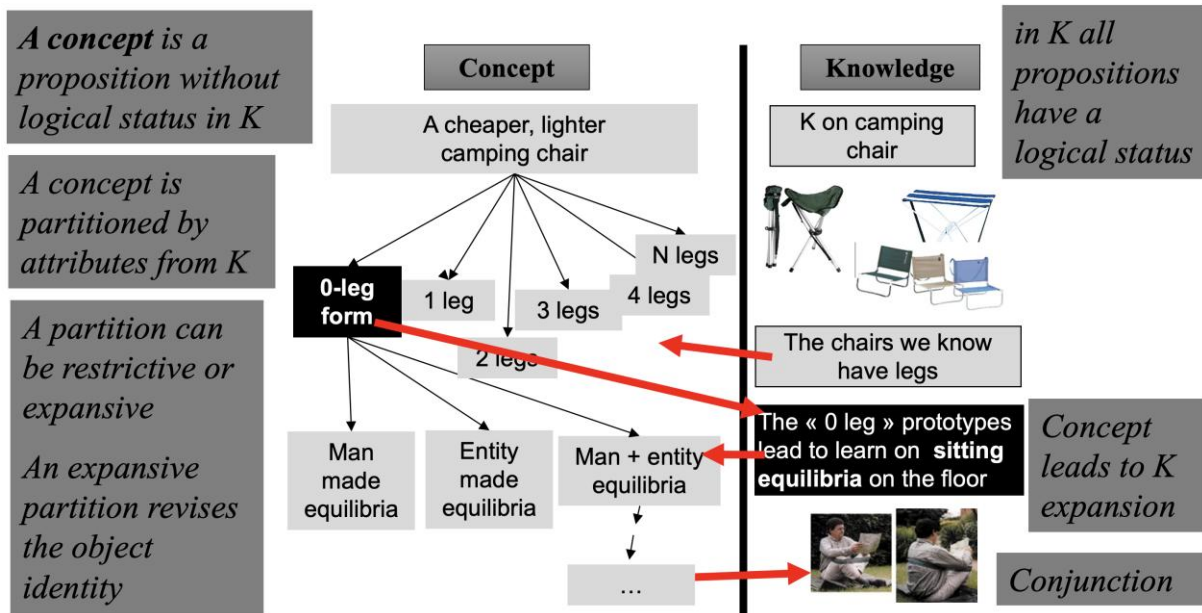 A concept is a
proposition without
logical status in K
A concept is
partitioned by
attributes from K
A partition can
be restrictive or
expansive
An expansive
partition revises
the object
identity
Concept
A cheaper, lighter
camping chair
0-leg
form
1 leg
2 legs
3 legs
4 legs
N legs
Man
made
equilibria
Entity
made
equilibria
Man + entity
equilibria
...
Knowledge
K on camping
chair
The chairs we know
have legs
The « 0 leg » prototypes
lead to learn on sitting
equilibria on the floor
in K all
propositions
have a
logical status
Concept
leads to K
expansion
Conjunction